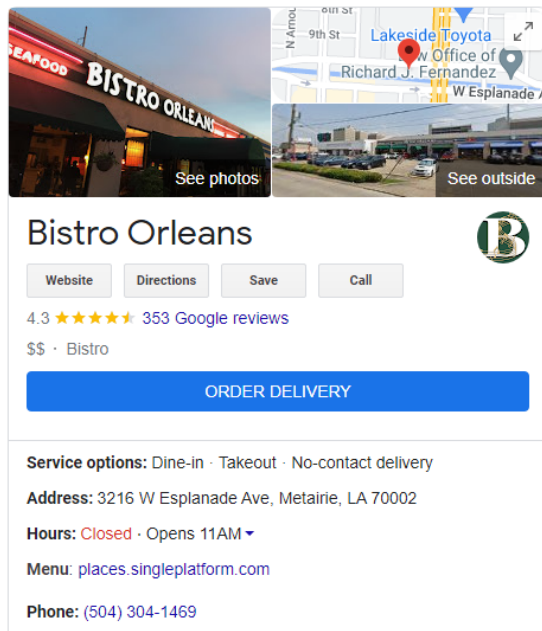 SEAFOOD
BISTRO ORLEANS
See photos
8th St
9th St
Lakeside Toyota
Office of
Richard J. Fernandez
W Esplanade A
See outside
Bistro Orleans
B
Website Directions Save Call
4.3 353 Google reviews
$$ · Bistro
ORDER DELIVERY
Service options: Dine-in · Takeout · No-contact delivery
Address: 3216 W Esplanade Ave, Metairie, LA 70002
Hours: Closed · Opens 11AM
Menu: places.singleplatform.com
Phone: (504) 304-1469